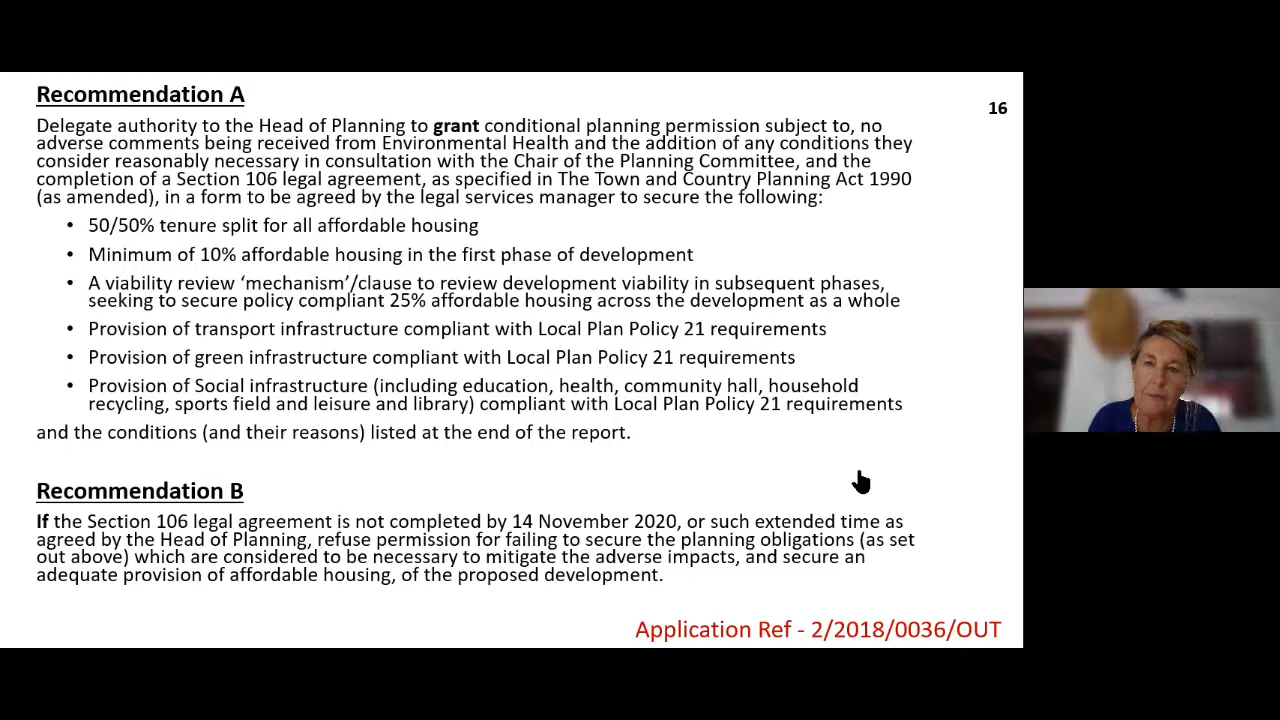 Recommendation A
16
Delegate authority to the Head of Planning to grant conditional planning permission subject to, no
adverse comments being received from Environmental Health and the addition of any conditions they
consider reasonably necessary in consultation with the Chair of the Planning Committee, and the
completion of a Section 106 legal agreement, as specified in The Town and Country Planning Act 1990
(as amended), in a form to be agreed by the legal services manager to secure the following:
• 50/50% tenure split for all affordable housing
• Minimum of 10% affordable housing in the first phase of development
• A viability review ‘mechanism’/clause to review development viability in subsequent phases,
seeking to secure policy compliant 25% affordable housing across the development as a whole
• Provision of transport infrastructure compliant with Local Plan Policy 21 requirements
• Provision of green infrastructure compliant with Local Plan Policy 21 requirements
• Provision of Social infrastructure (including education, health, community hall, household
recycling, sports field and leisure and library) compliant with Local Plan Policy 21 requirements
and the conditions (and their reasons) listed at the end of the report.
Recommendation B
If the Section 106 legal agreement is not completed by 14 November 2020, or such extended time as
agreed by the Head of Planning, refuse permission for failing to secure the planning obligations (as set
out above) which are considered to be necessary to mitigate the adverse impacts, and secure an
adequate provision of affordable housing, of the proposed development.
Application Ref - 2/2018/0036/OUT